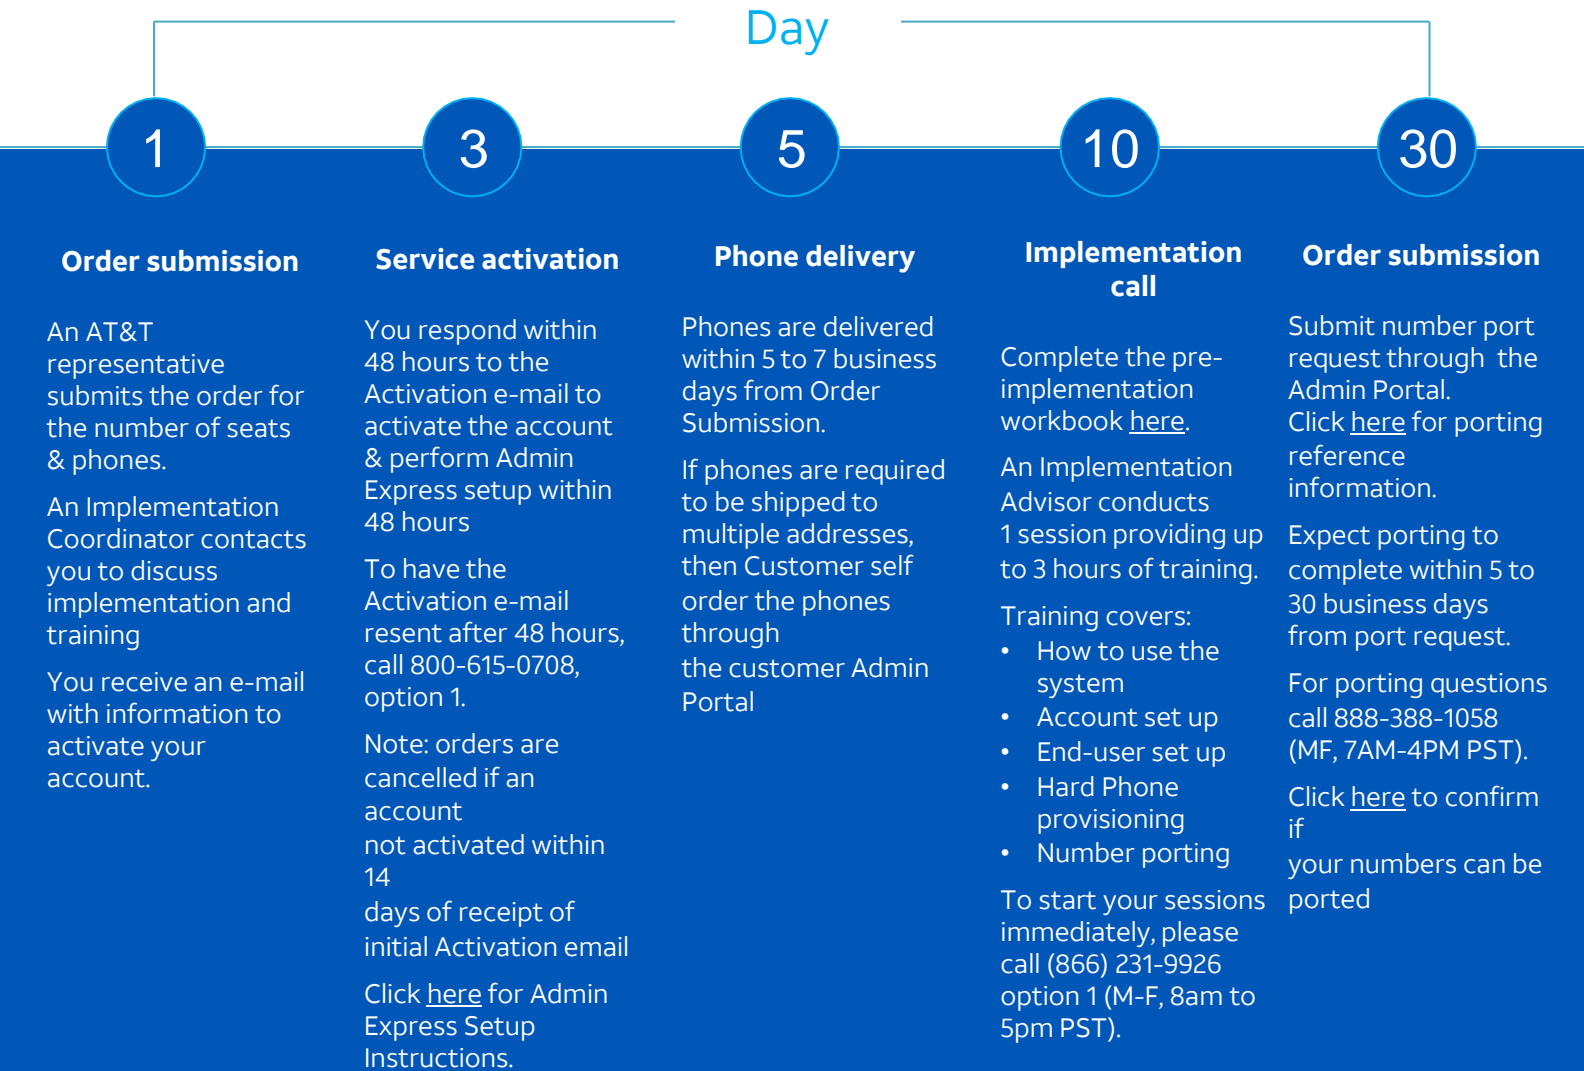 Day
1
3
5
10
30
Order submission
An AT&T
representative
submits the order for
the number of seats
& phones.
An Implementation
Coordinator contacts
you to discuss
implementation and
training
You receive an e-mail
with information to
activate your
account.
Service activation
You respond within
48 hours to the
Activation e-mail to
activate the account
& perform Admin
Express setup within
48 hours
To have the
Activation e-mail
resent after 48 hours,
call 800-615-0708,
option 1.
Note: orders are
cancelled if an
account
not activated within
14
days of receipt of
initial Activation email
Click here for Admin
Express Setup
Instructions.
Phone delivery
Phones are delivered
within 5 to 7 business
days from Order
Submission.
If phones are required
to be shipped to
multiple addresses,
then Customer self
order the phones
through
the customer Admin
Portal
Implementation
call
Complete the pre-
implementation
workbook here.
An Implementation
Advisor conducts
1 session providing up
to 3 hours of training.
Training covers:
• How to use the
system
• Account set up
• End-user set up
• Hard Phone
provisioning
• Number porting
To start your sessions
immediately, please
call (866) 231-9926
option 1 (M-F, 8am to
5pm PST).
Order submission
Submit number port
request through the
Admin Portal.
Click here for porting
reference
information.
Expect porting to
complete within 5 to
30 business days
from port request.
For porting questions
call 888-388-1058
(MF, 7AM-4PM PST).
Click here to confirm
if
your numbers can be
ported